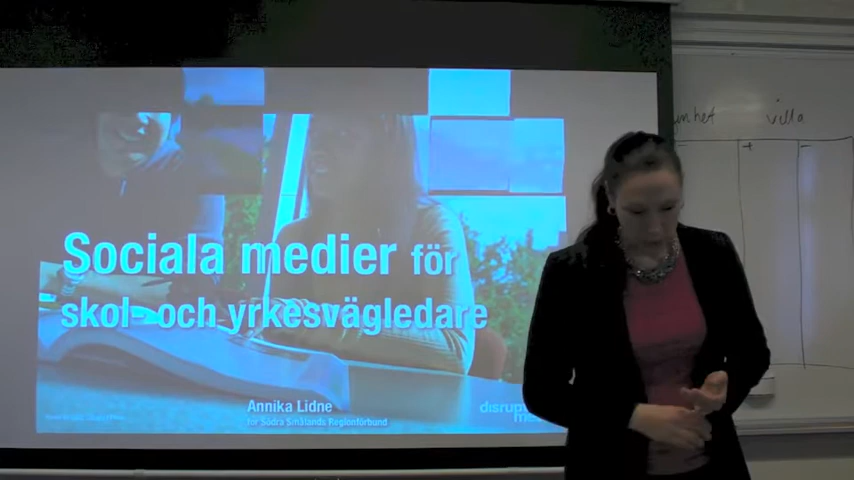 Sociala medier för
skol- och yrkesvägledare
Annika Lidne
för Södra Smålands Regionförbund
villa
+
-